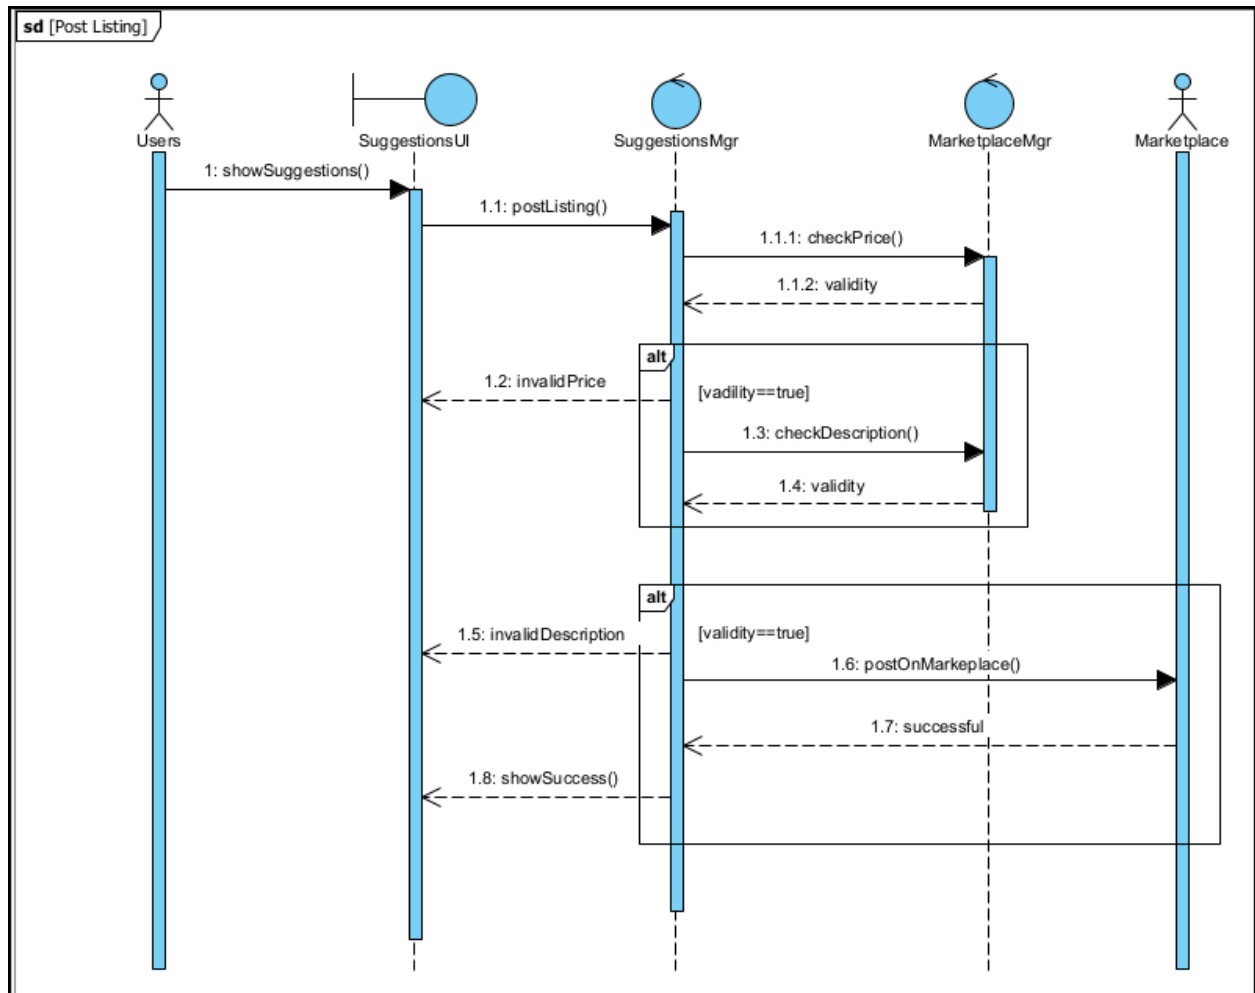 sd [Post Listing]
Users
SuggestionsUI
SuggestionsMgr
MarketplaceMgr
Marketplace
1: showSuggestions()
1.1: postListing()
1.1.1: checkPrice()
1.1.2: validity
alt
1.2: invalidPrice
[vadility==true]
1.3: checkDescription()
1.4: validity
alt
1.5: invalidDescription
[validity==true]
1.6: postOnMarkeplace()
1.7: successful
1.8: showSuccess()